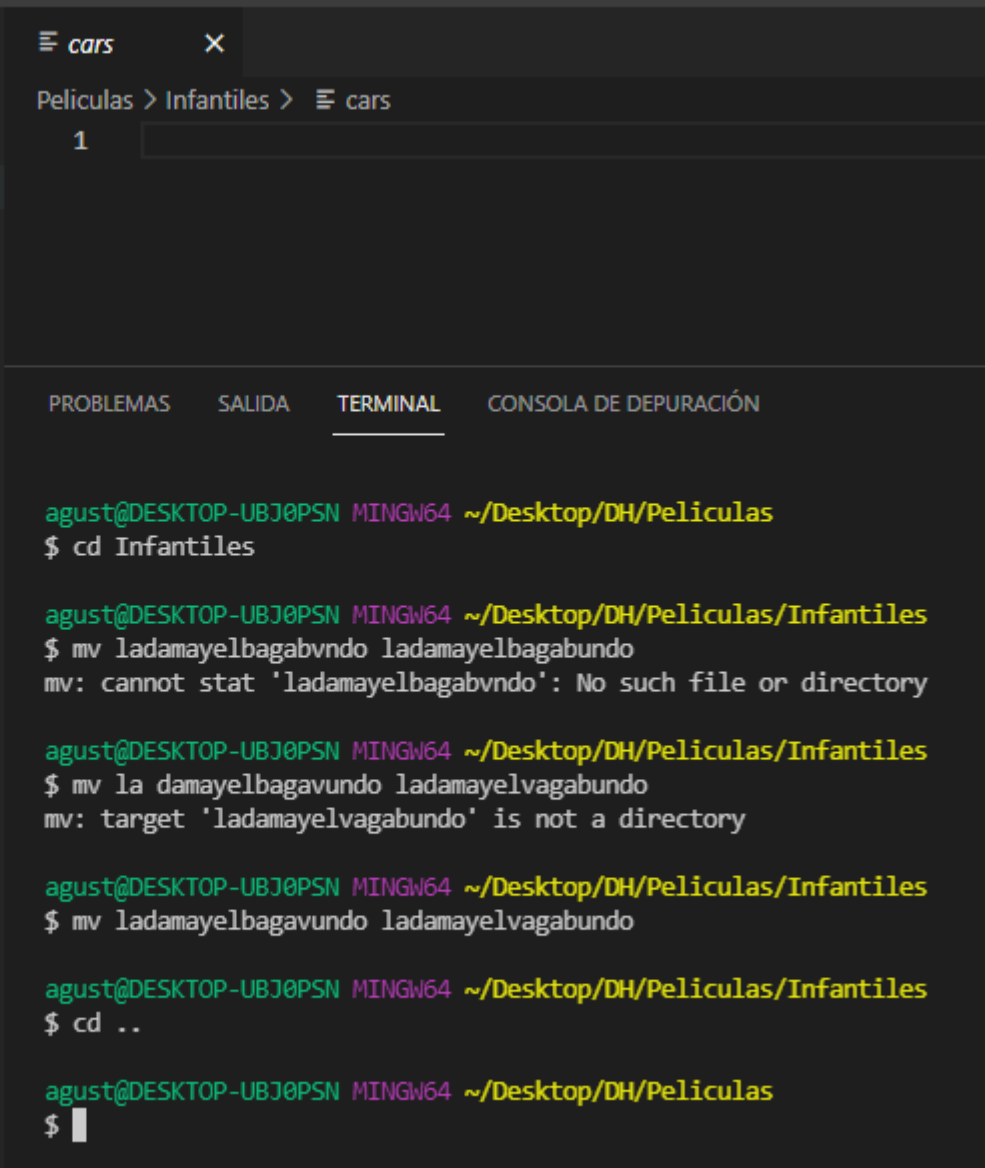 cars ×
Peliculas > Infantiles > cars
1
PROBLEMAS SALIDA TERMINAL CONSOLA DE DEPURACIÓN
agust@DESKTOP-UBJ0PSN MINGW64 ~/Desktop/DH/Peliculas
$ cd Infantiles
agust@DESKTOP-UBJ0PSN MINGW64 ~/Desktop/DH/Peliculas/Infantiles
$ mv ladamayelbagabvndo ladamayelbagabundo
mv: cannot stat 'ladamayelbagabvndo': No such file or directory
agust@DESKTOP-UBJ0PSN MINGW64 ~/Desktop/DH/Peliculas/Infantiles
$ mv la damayelbagavundo ladamayelvagabundo
mv: target 'ladamayelvagabundo' is not a directory
agust@DESKTOP-UBJ0PSN MINGW64 ~/Desktop/DH/Peliculas/Infantiles
$ mv ladamayelbagavundo ladamayelvagabundo
agust@DESKTOP-UBJ0PSN MINGW64 ~/Desktop/DH/Peliculas/Infantiles
$ cd ..
agust@DESKTOP-UBJ0PSN MINGW64 ~/Desktop/DH/Peliculas
$